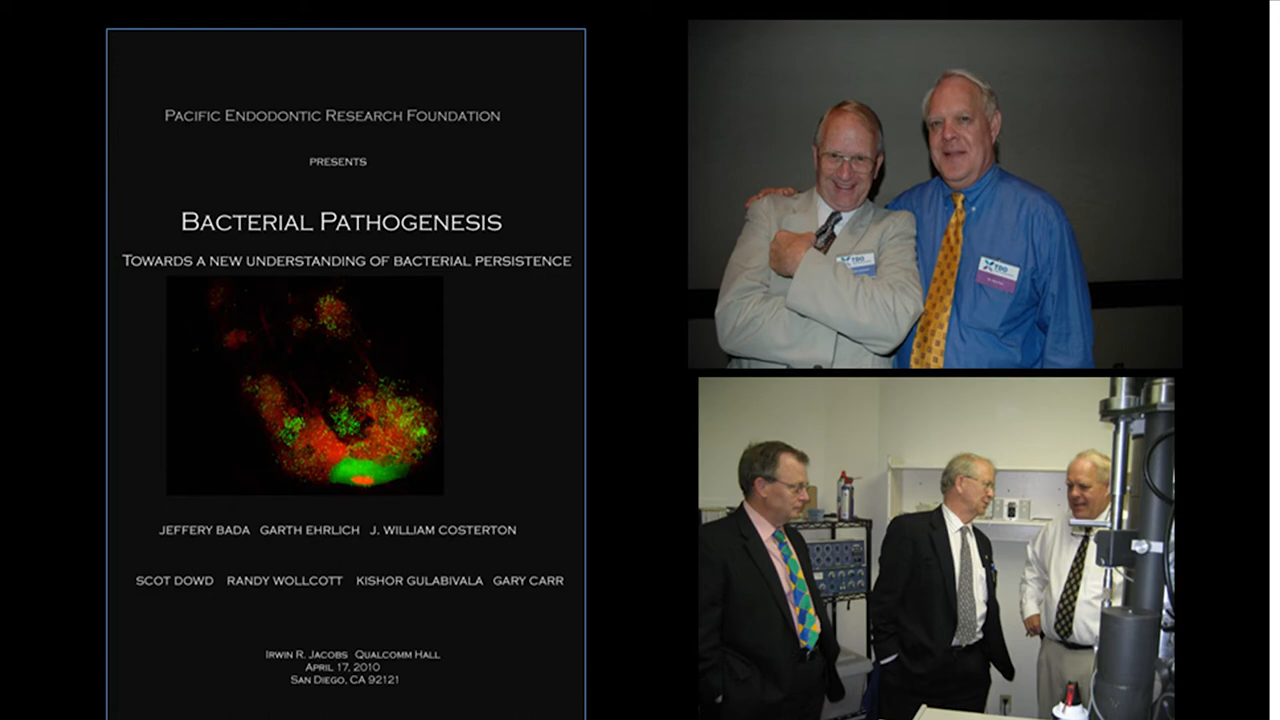 PACIFIC ENDODONTIC RESEARCH FOUNDATION
PRESENTS
BACTERIAL PATHOGENESIS
TOWARDS A NEW UNDERSTANDING OF BACTERIAL PERSISTENCE
JEFFERY BADA GARTH EHRLICH J. WILLIAM COSTERTON
SCOT DOWD RANDY WOLLCOTT KISHOR GULABIVALA GARY CARR
IRWIN R. JACOBS QUALCOMM HALL
APRIL 17, 2010
SAN DIEGO, CA 92121
TDO
TDO